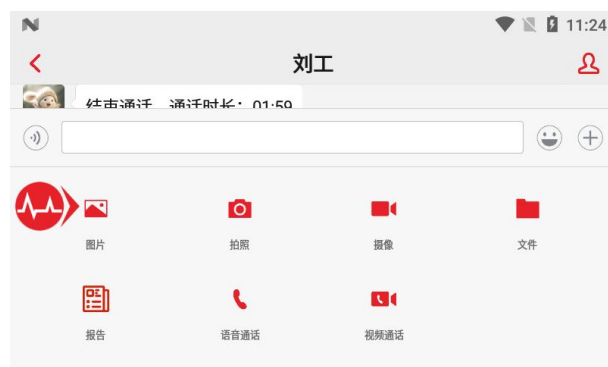 11:24
刘工
结束通话，通话时长：01:59
图片
拍照
摄像
文件
报告
语音通话
视频通话